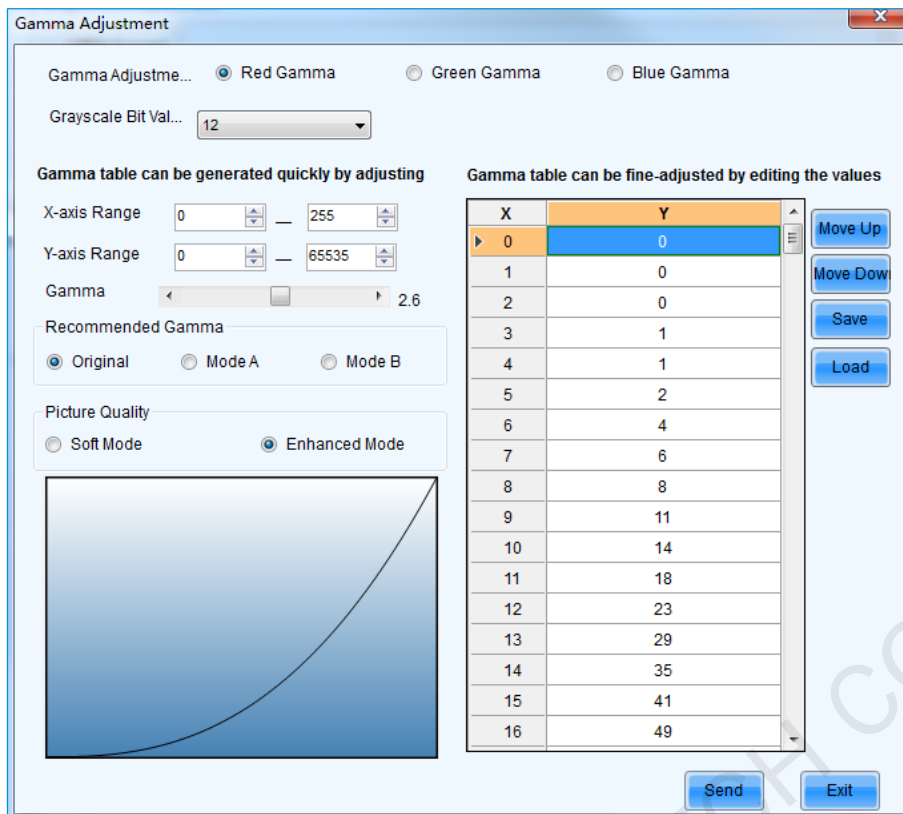 Gamma Adjustment
Gamma Adjustme... Red Gamma Green Gamma Blue Gamma
Grayscale Bit Val... 12
Gamma table can be generated quickly by adjusting
X-axis Range 0 — 255
Y-axis Range 0 — 65535
Gamma 2.6
Recommended Gamma
Original Mode A Mode B
Picture Quality
Soft Mode Enhanced Mode
Gamma table can be fine-adjusted by editing the values
X Y
0 0
1 0
2 0
3 1
4 1
5 2
6 4
7 6
8 8
9 11
10 14
11 18
12 23
13 29
14 35
15 41
16 49
Move Up
Move Dow
Save
Load
Send Exit